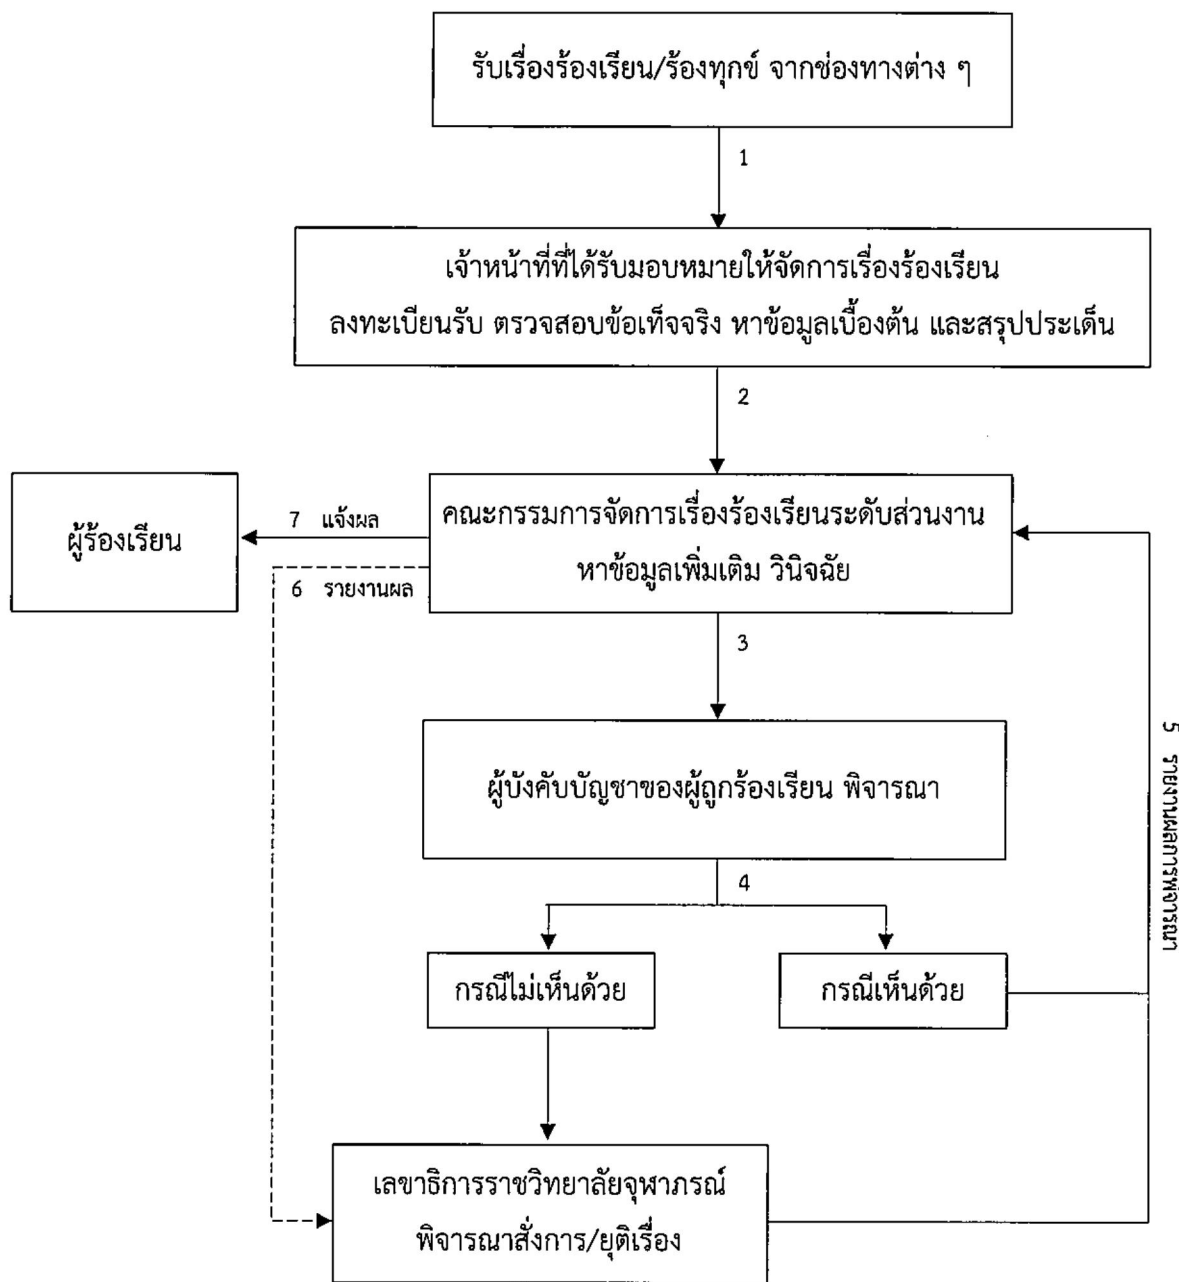 รับเรื่องร้องเรียน/ร้องทุกข์ จากช่องทางต่าง ๆ
1
เจ้าหน้าที่ที่ได้รับมอบหมายให้จัดการเรื่องร้องเรียน
ลงทะเบียนรับ ตรวจสอบข้อเท็จจริง หาข้อมูลเบื้องต้น และสรุปประเด็น
2
คณะกรรมการจัดการเรื่องร้องเรียนระดับส่วนงาน
หาข้อมูลเพิ่มเติม วินิจฉัย
7 แจ้งผล
ผู้ร้องเรียน
6 รายงานผล
3
ผู้บังคับบัญชาของผู้ถูกร้องเรียน พิจารณา
4
5 รายงานผลการพิจารณา
กรณีไม่เห็นด้วย
กรณีเห็นด้วย
เลขาธิการราชวิทยาลัยจุฬาภรณ์
พิจารณาสั่งการ/ยุติเรื่อง